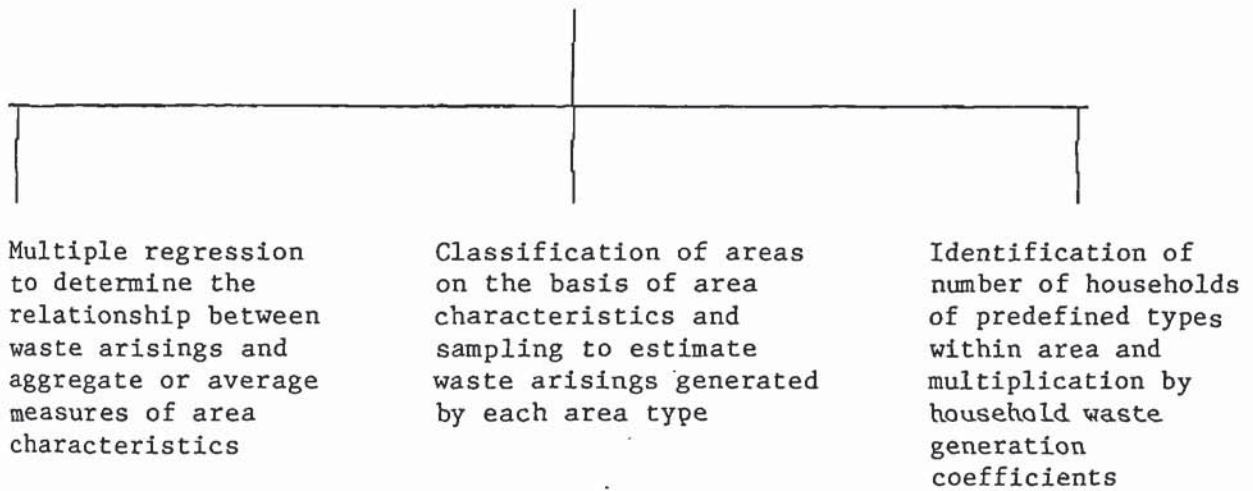 Multiple regression
to determine the
relationship between
waste arisings and
aggregate or average
measures of area
characteristics
Classification of areas
on the basis of area
characteristics and
sampling to estimate
waste arisings generated
by each area type
Identification of
number of households
of predefined types
within area and
multiplication by
household waste
generation
coefficients